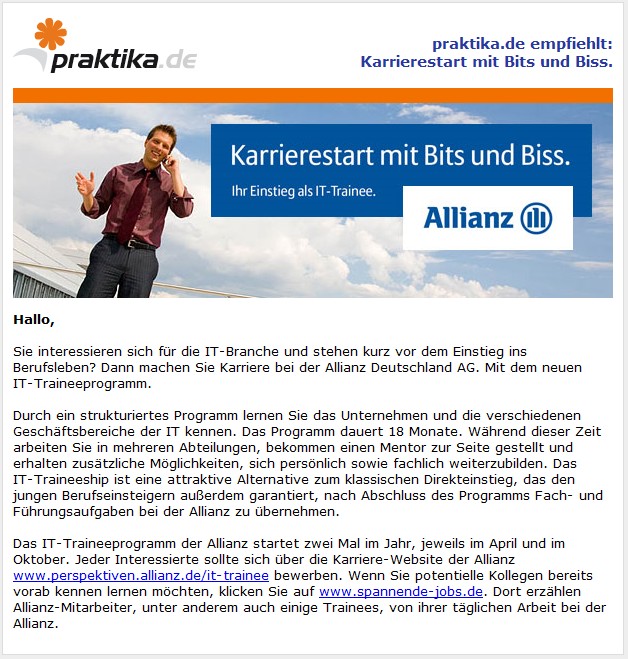 praktika.de
praktika.de empfiehlt:
Karrierestart mit Bits und Biss.
Karrierestart mit Bits und Biss.
Ihr Einstieg als IT-Trainee.
Allianz
Hallo,
Sie interessieren sich für die IT-Branche und stehen kurz vor dem Einstieg ins
Berufsleben? Dann machen Sie Karriere bei der Allianz Deutschland AG. Mit dem neuen
IT-Traineeprogramm.
Durch ein strukturiertes Programm lernen Sie das Unternehmen und die verschiedenen
Geschäftsbereiche der IT kennen. Das Programm dauert 18 Monate. Während dieser Zeit
arbeiten Sie in mehreren Abteilungen, bekommen einen Mentor zur Seite gestellt und
erhalten zusätzliche Möglichkeiten, sich persönlich sowie fachlich weiterzubilden. Das
IT-Traineeship ist eine attraktive Alternative zum klassischen Direkteinstieg, das den
jungen Berufseinsteigern außerdem garantiert, nach Abschluss des Programms Fach- und
Führungsaufgaben bei der Allianz zu übernehmen.
Das IT-Traineeprogramm der Allianz startet zwei Mal im Jahr, jeweils im April und im
Oktober. Jeder Interessierte sollte sich über die Karriere-Website der Allianz
www.perspektiven.allianz.de/it-trainee bewerben. Wenn Sie potentielle Kollegen bereits
vorab kennen lernen möchten, klicken Sie auf www.spannende-jobs.de. Dort erzählen
Allianz-Mitarbeiter, unter anderem auch einige Trainees, von ihrer täglichen Arbeit bei der
Allianz.